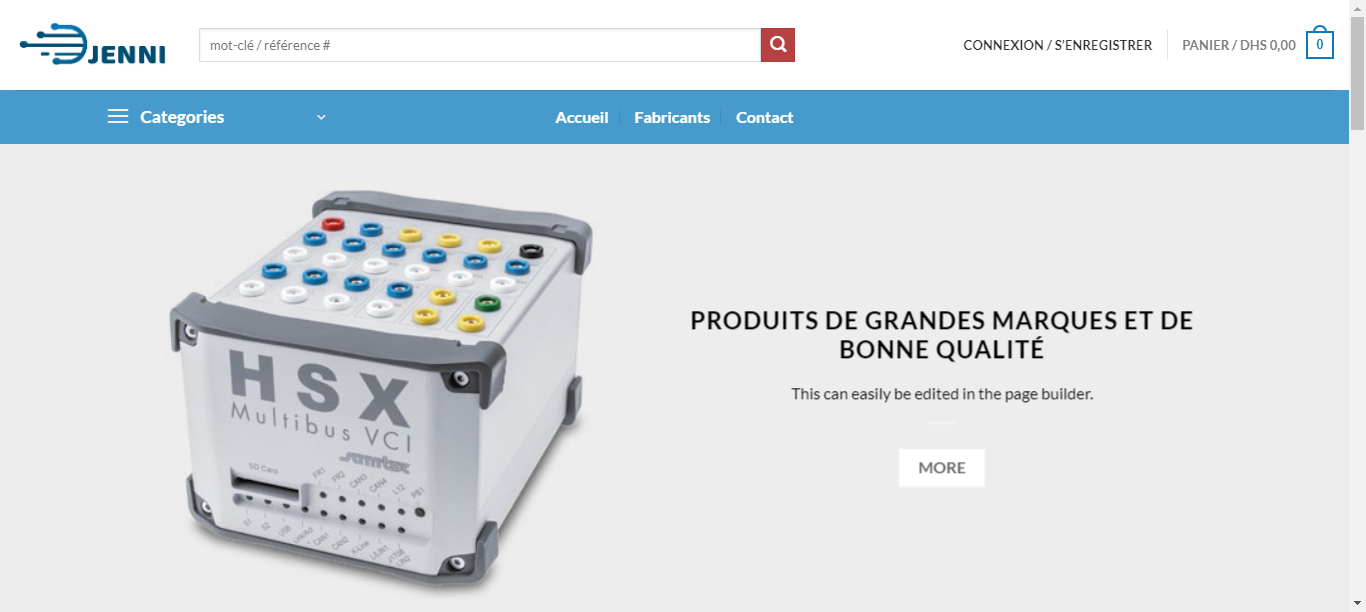 JENNI
mot-clé / référence #
CONNEXION / S'ENREGISTRER
PANIER / DHS 0,00
0
Categories
Accueil
Fabricants
Contact
HSX
Multibus VCI
samtec
SD Card
FR1 FR2 CAN3 CAN4 L12 PB1
S1 S2 USB Link/Act CAN1 CAN2 K-Line L/LIN1 J1708 LIN2
PRODUITS DE GRANDES MARQUES ET DE
BONNE QUALITÉ
This can easily be edited in the page builder.
MORE